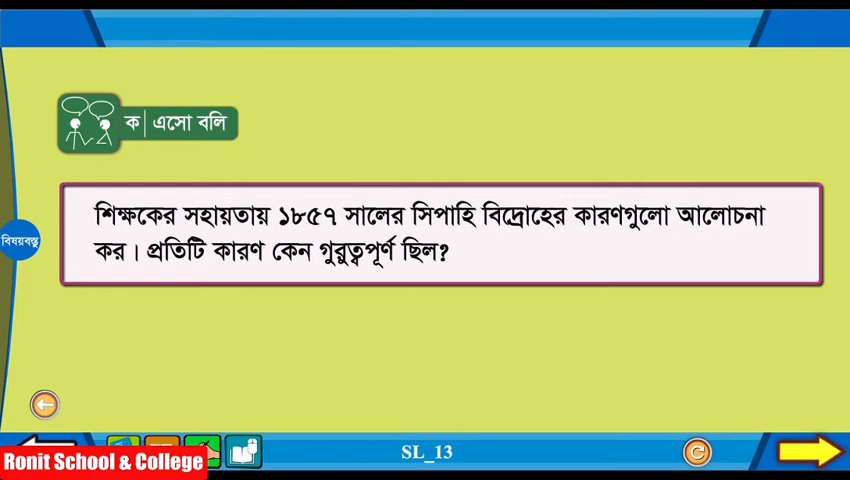 ক| এসো বলি
শিক্ষকের সহায়তায় ১৮৫৭ সালের সিপাহি বিদ্রোহের কারণগুলো আলোচনা
কর। প্রতিটি কারণ কেন গুরুত্বপূর্ণ ছিল?
বিষয়বস্তু
SL_13
Ronit School & College